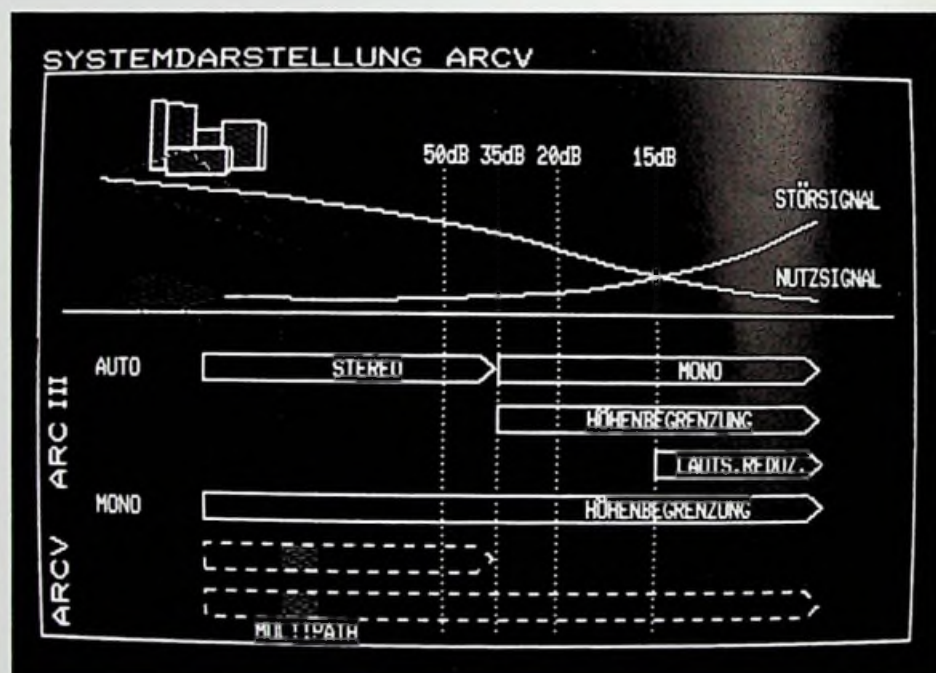 SYSTEMDARSTELLUNG ARCV
50dB 35dB 20dB 15dB
STÖRSIGNAL
NUTZSIGNAL
ARC III
AUTO STEREO MONO
HÖHENBEGRENZUNG
LAUTS.REDUZ.
MONO HÖHENBEGRENZUNG
ARCV
MULTIPATH